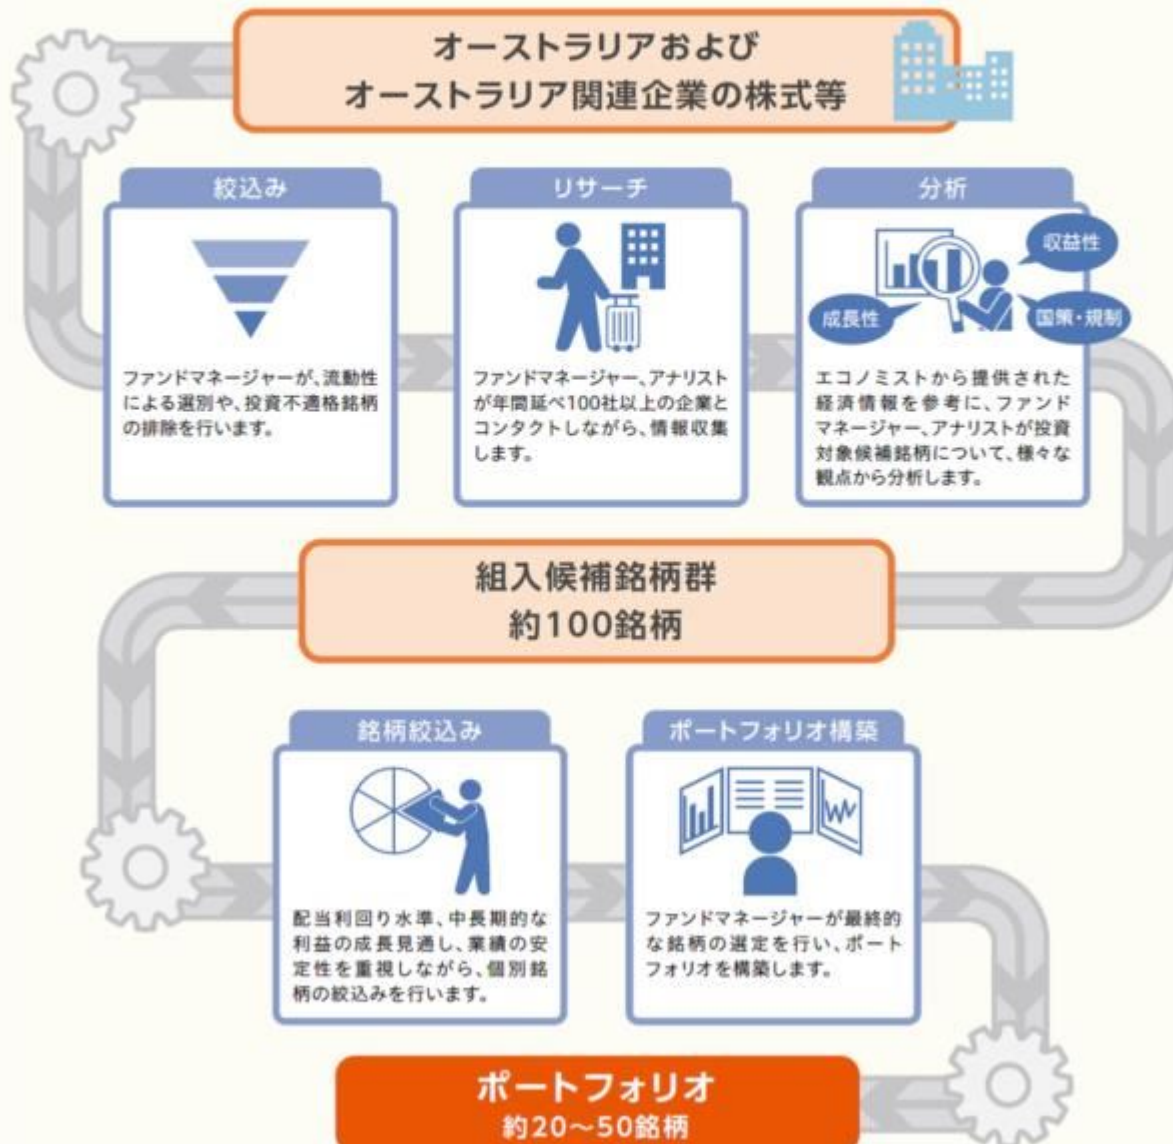 オーストラリアおよび
オーストラリア関連企業の株式等
絞込み
ファンドマネージャーが、流動性
による選別や、投資不適格銘柄
の排除を行います。
リサーチ
ファンドマネージャー、アナリスト
が年間延べ100社以上の企業と
コンタクトしながら、情報収集
します。
分析
収益性
成長性
国策・規制
エコノミストから提供された
経済情報を参考に、ファンド
マネージャー、アナリストが投資
対象候補銘柄について、様々な
観点から分析します。
組入候補銘柄群
約100銘柄
銘柄絞込み
配当利回り水準、中長期的な
利益の成長見通し、業績の安
定性を重視しながら、個別銘
柄の絞込みを行います。
ポートフォリオ構築
ファンドマネージャーが最終的
な銘柄の選定を行い、ポート
フォリオを構築します。
ポートフォリオ
約20〜50銘柄